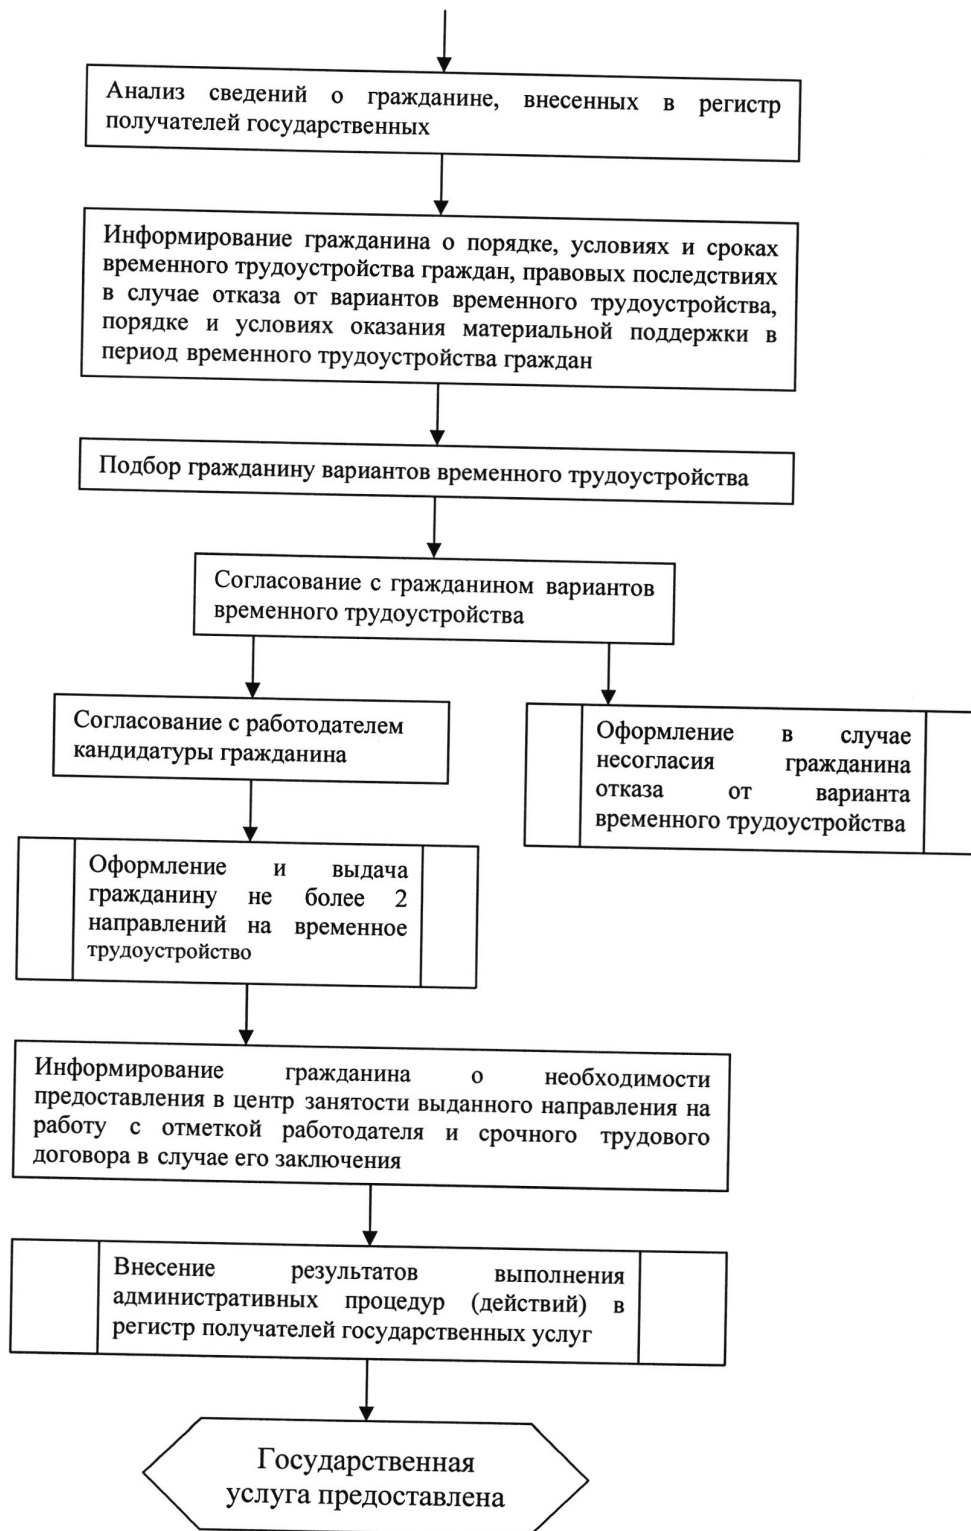 Анализ сведений о гражданине, внесенных в регистр
получателей государственных
Информирование гражданина о порядке, условиях и сроках
временного трудоустройства граждан, правовых последствиях
в случае отказа от вариантов временного трудоустройства,
порядке и условиях оказания материальной поддержки в
период временного трудоустройства граждан
Подбор гражданину вариантов временного трудоустройства
Согласование с гражданином вариантов
временного трудоустройства
Согласование с работодателем
кандидатуры гражданина
Оформление в случае
несогласия гражданина
отказа от варианта
временного трудоустройства
Оформление и выдача
гражданину не более 2
направлений на временное
трудоустройство
Информирование гражданина о необходимости
предоставления в центр занятости выданного направления на
работу с отметкой работодателя и срочного трудового
договора в случае его заключения
Внесение результатов выполнения
административных процедур (действий) в
регистр получателей государственных услуг
Государственная
услуга предоставлена